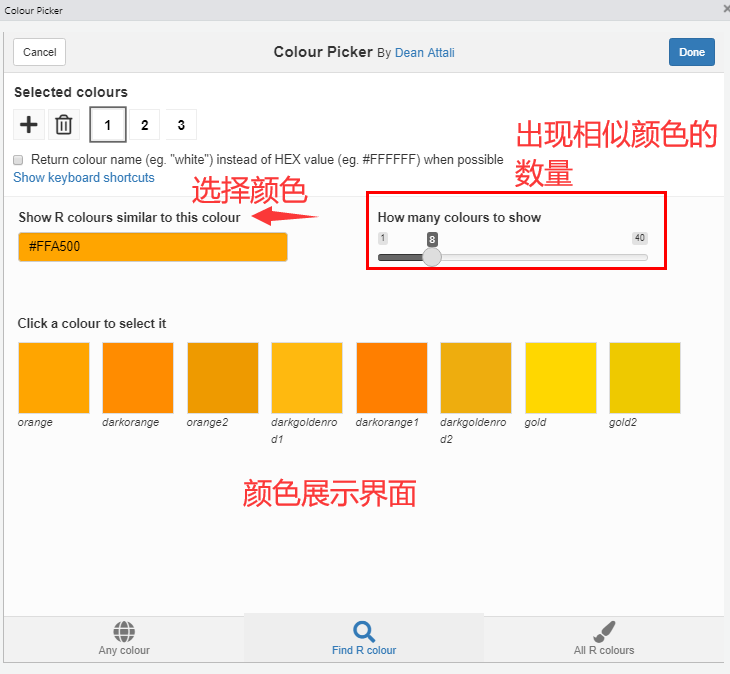 Colour Picker
Cancel
Colour Picker By Dean Attali
Done
Selected colours
1 2 3
Return colour name (eg. "white") instead of HEX value (eg. #FFFFFF) when possible
Show keyboard shortcuts
出现相似颜色的
数量
选择颜色
Show R colours similar to this colour
#FFA500
How many colours to show
1 8 40
Click a colour to select it
orange
darkorange
orange2
darkgoldenro
d1
darkorange1
darkgoldenro
d2
gold
gold2
颜色展示界面
Any colour
Find R colour
All R colours